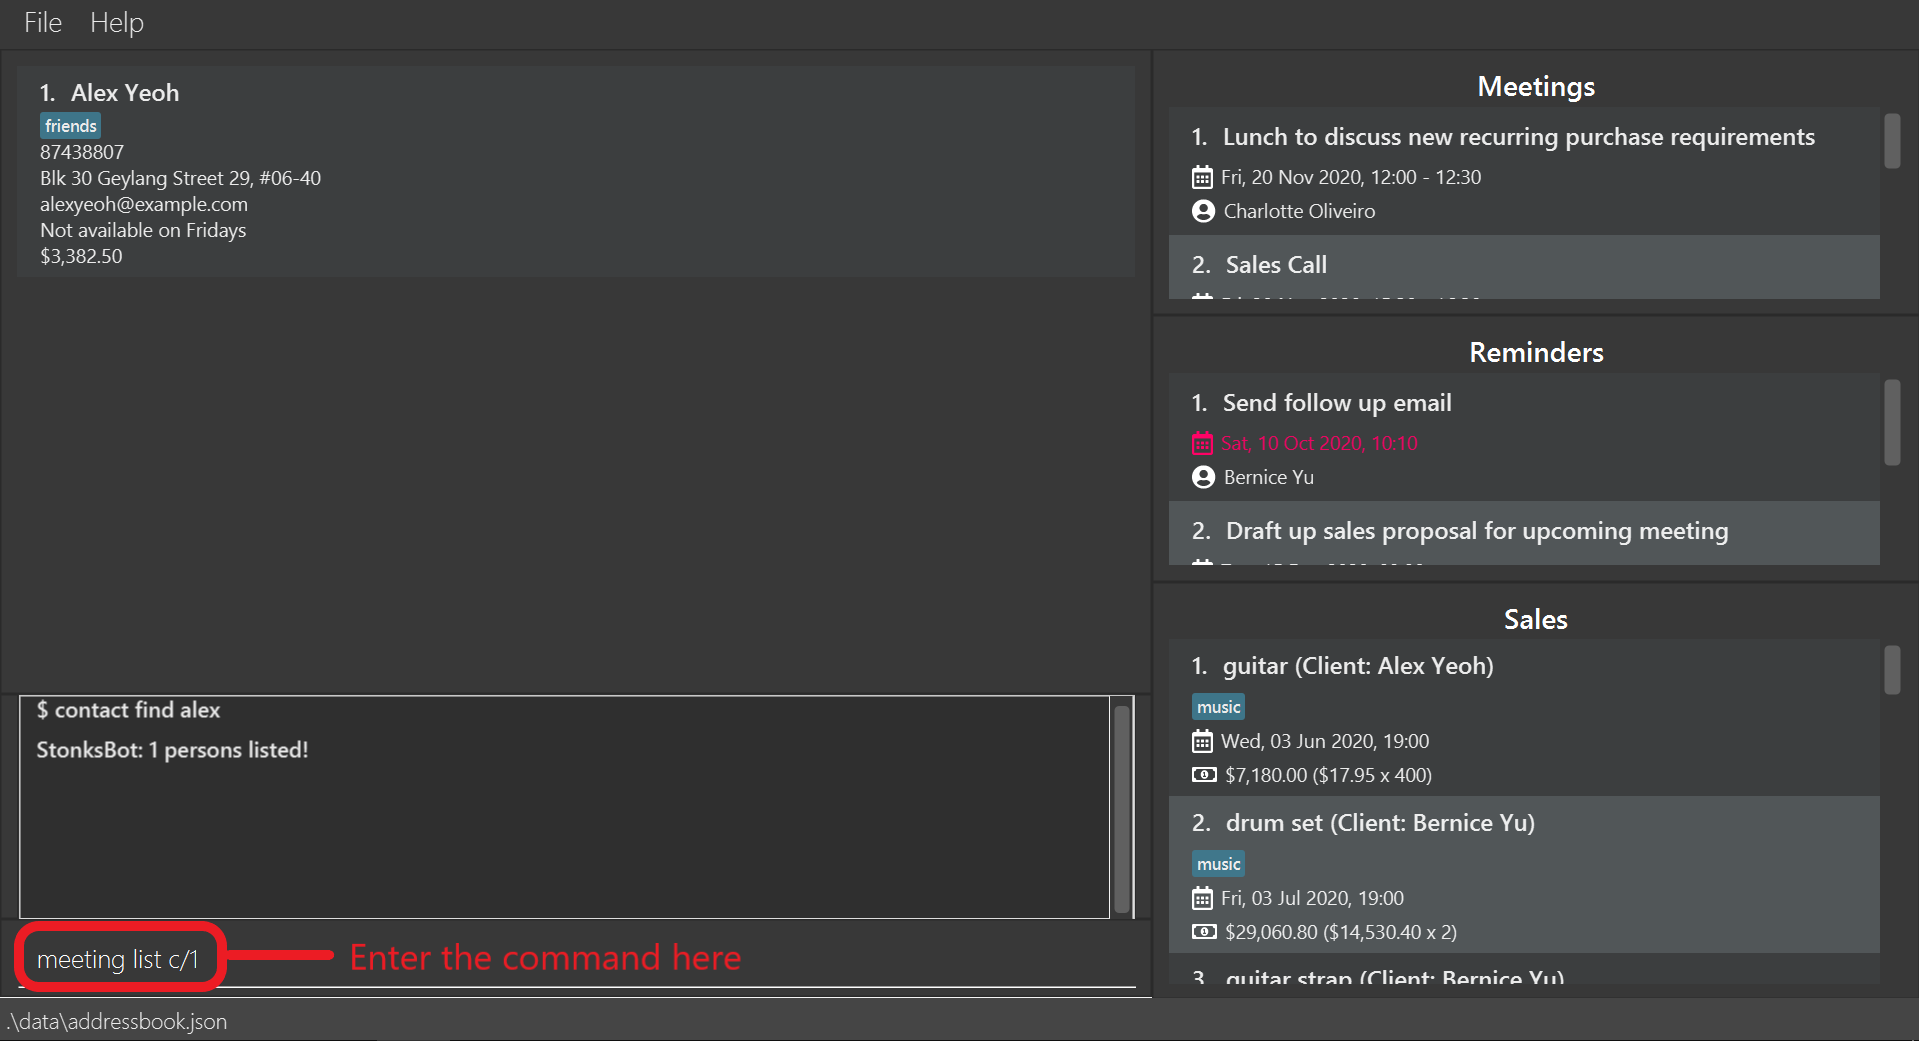 File Help
1. Alex Yeoh
friends
87438807
Blk 30 Geylang Street 29, #06-40
alexyeoh@example.com
Not available on Fridays
$3,382.50
$ contact find alex
StonksBot: 1 persons listed!
meeting list c/1
Enter the command here
Meetings
1. Lunch to discuss new recurring purchase requirements
Fri, 20 Nov 2020, 12:00 - 12:30
Charlotte Oliveiro
2. Sales Call
Reminders
1. Send follow up email
Sat, 10 Oct 2020, 10:10
Bernice Yu
2. Draft up sales proposal for upcoming meeting
Sales
1. guitar (Client: Alex Yeoh)
music
Wed, 03 Jun 2020, 19:00
$7,180.00 ($17.95 x 400)
2. drum set (Client: Bernice Yu)
music
Fri, 03 Jul 2020, 19:00
$29,060.80 ($14,530.40 x 2)
3. guitar strap (Client: Bernice Yu)
.\data\addressbook.json